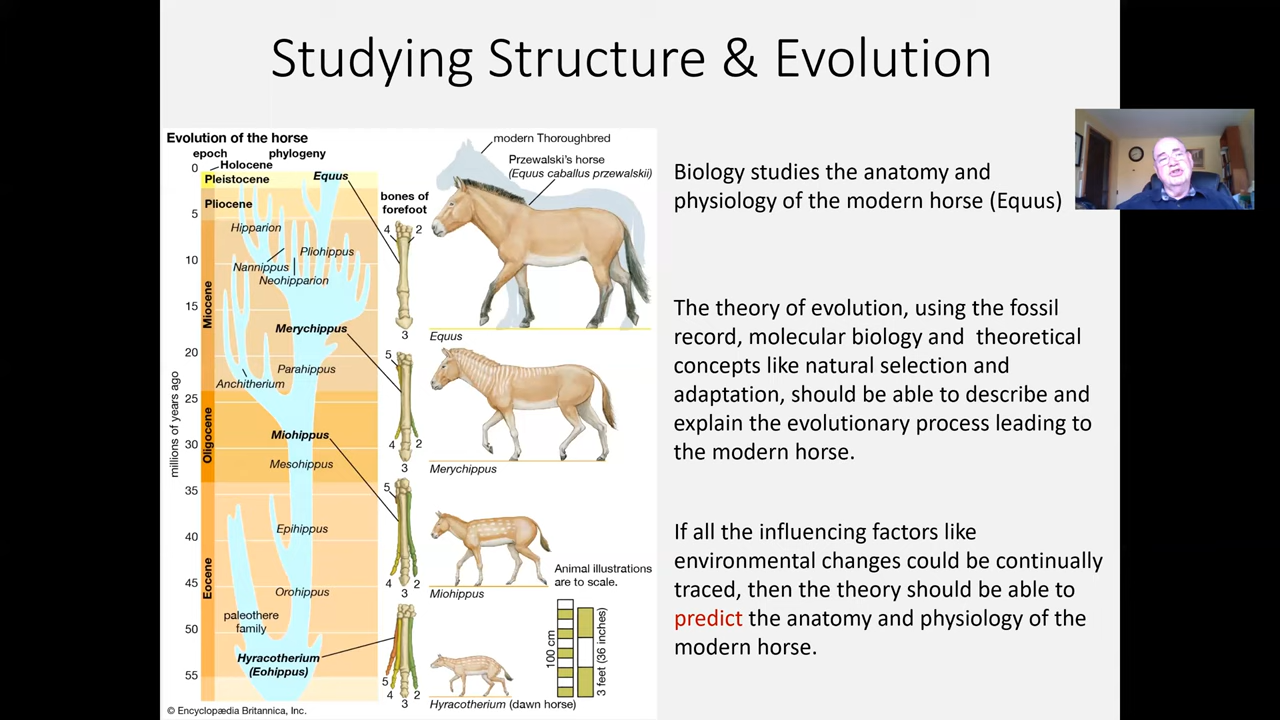 Studying Structure & Evolution
Evolution of the horse
epoch phylogeny
0 Holocene
Pleistocene
Equus
Pliocene
5
Hipparion
Pliohippus
10
Nannippus
Neohipparion
15
Miocene
Merychippus
20
Parahippus
Anchitherium
25
Oligocene
Miohippus
30
Mesohippus
35
Epihippus
40
Eocene
45
Orohippus
paleothere
family
50
Hyracotherium
(Eohippus)
55
millions of years ago
bones of
forefoot
4 2
3
5
4 2
3
5
4 2
3
5
4 2
3
modern Thoroughbred
Przewalski's horse
(Equus caballus przewalskii)
Equus
Merychippus
Miohippus
Animal illustrations
are to scale.
100 cm
3 feet (36 inches)
Hyracotherium (dawn horse)
© Encyclopædia Britannica, Inc.
Biology studies the anatomy and
physiology of the modern horse (Equus)
The theory of evolution, using the fossil
record, molecular biology and theoretical
concepts like natural selection and
adaptation, should be able to describe and
explain the evolutionary process leading to
the modern horse.
If all the influencing factors like
environmental changes could be continually
traced, then the theory should be able to
predict the anatomy and physiology of the
modern horse.